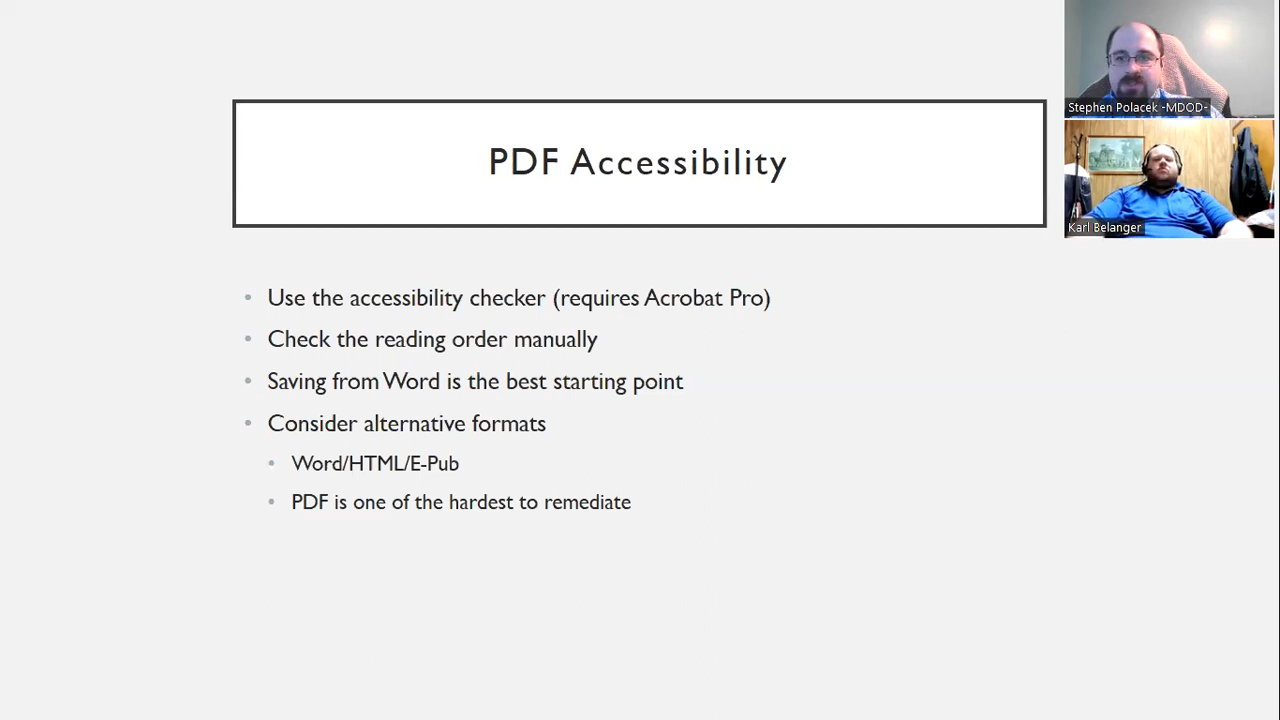 PDF Accessibility
Use the accessibility checker (requires Acrobat Pro)
Check the reading order manually
Saving from Word is the best starting point
Consider alternative formats
Word/HTML/E-Pub
PDF is one of the hardest to remediate
Stephen Polacek -MDOD-
Karl Belanger